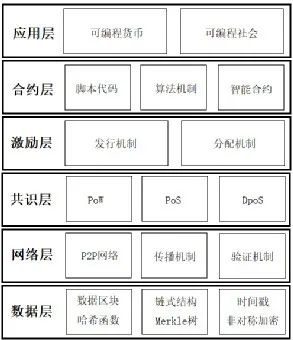 应用层 可编程货币 可编程社会
合约层 脚本代码 算法机制 智能合约
激励层 发行机制 分配机制
共识层 PoW PoS DpoS
网络层 P2P网络 传播机制 验证机制
数据层 数据区块 链式结构 时间戳
哈希函数 Merkle树 非对称加密